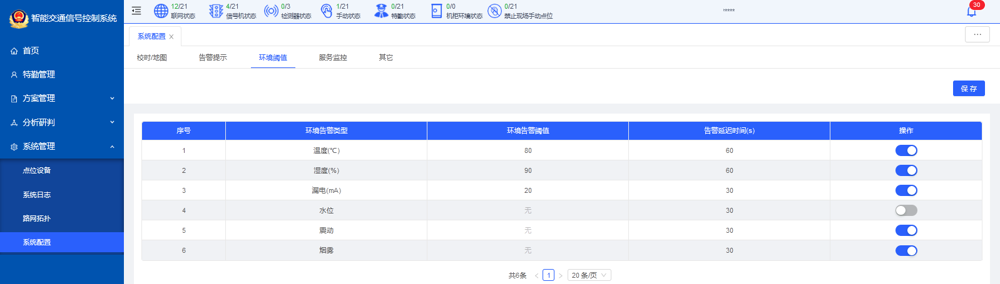 智能交通信号控制系统
12/21
联网状态
4/21
信号机状态
0/3
检测器状态
1/21
手动状态
0/21
特勤状态
0/0
机柜环境状态
0/21
禁止现场手动点位
*****
30
首页
特勤管理
方案管理
分析研判
系统管理
点位设备
系统日志
路网拓扑
系统配置
系统配置 ×
...
校时/地图 告警提示 环境阈值 服务监控 其它
保 存
序号 环境告警类型 环境告警阈值 告警延迟时间(s) 操作
1 温度(℃) 80 60
2 湿度(%) 90 60
3 漏电(mA) 20 30
4 水位 无 30
5 震动 无 30
6 烟雾 无 30
共6条 < 1 > 20 条/页